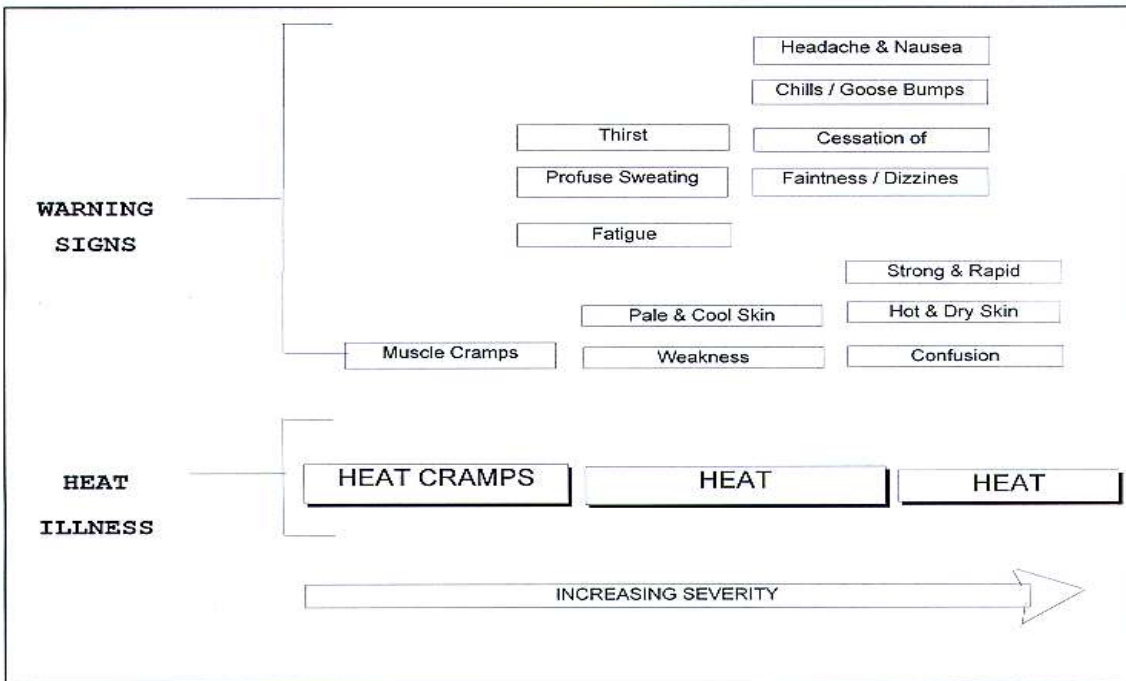 Headache & Nausea
Chills / Goose Bumps
Thirst
Cessation of
Profuse Sweating
Faintness / Dizzines
WARNING
SIGNS
Fatigue
Strong & Rapid
Pale & Cool Skin
Hot & Dry Skin
Muscle Cramps
Weakness
Confusion
HEAT
ILLNESS
HEAT CRAMPS
HEAT
HEAT
INCREASING SEVERITY